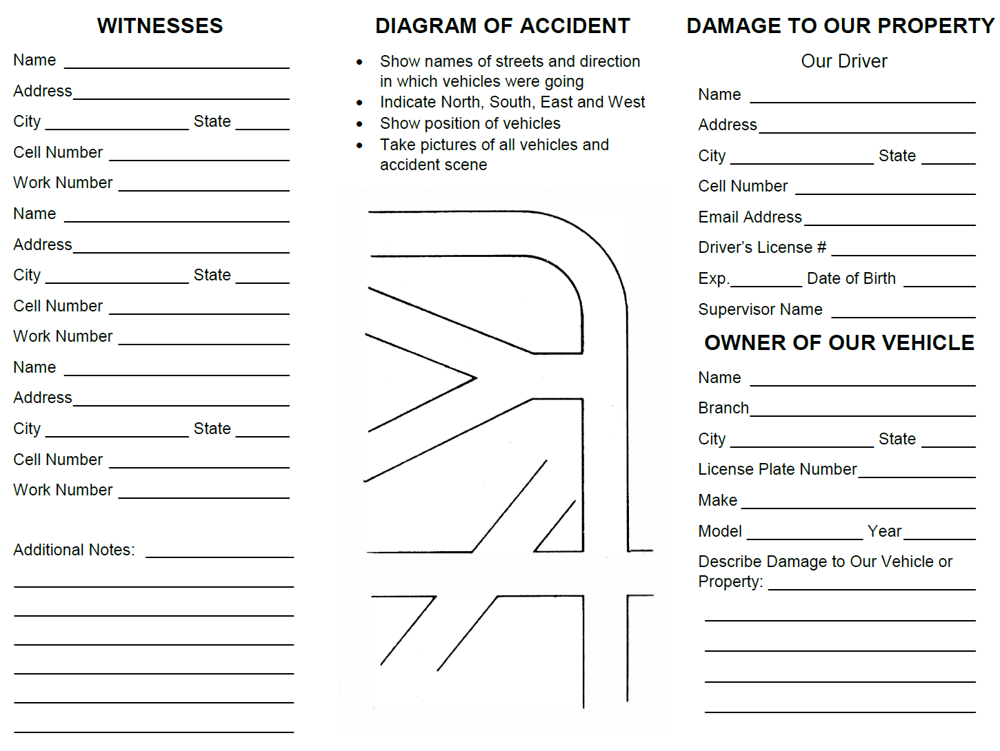 WITNESSES
Name
Address
City State
Cell Number
Work Number
Name
Address
City State
Cell Number
Work Number
Name
Address
City State
Cell Number
Work Number
Additional Notes:
DIAGRAM OF ACCIDENT
• Show names of streets and direction
in which vehicles were going
• Indicate North, South, East and West
• Show position of vehicles
• Take pictures of all vehicles and
accident scene
DAMAGE TO OUR PROPERTY
Our Driver
Name
Address
City State
Cell Number
Email Address
Driver’s License #
Exp. Date of Birth
Supervisor Name
OWNER OF OUR VEHICLE
Name
Branch
City State
License Plate Number
Make
Model Year
Describe Damage to Our Vehicle or
Property: